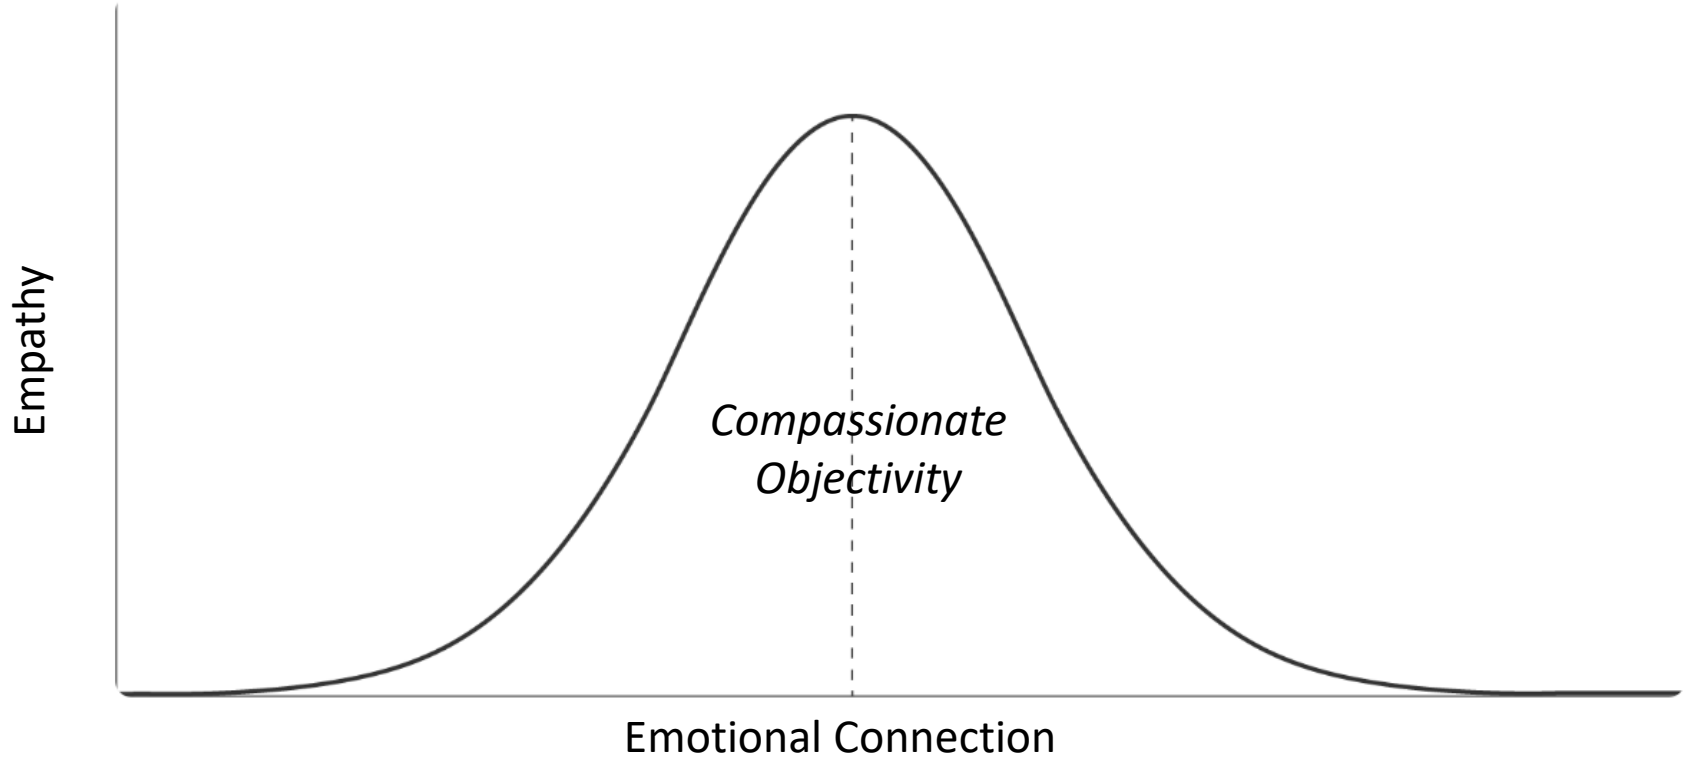 Empathy
Compassionate
Objectivity
Emotional Connection